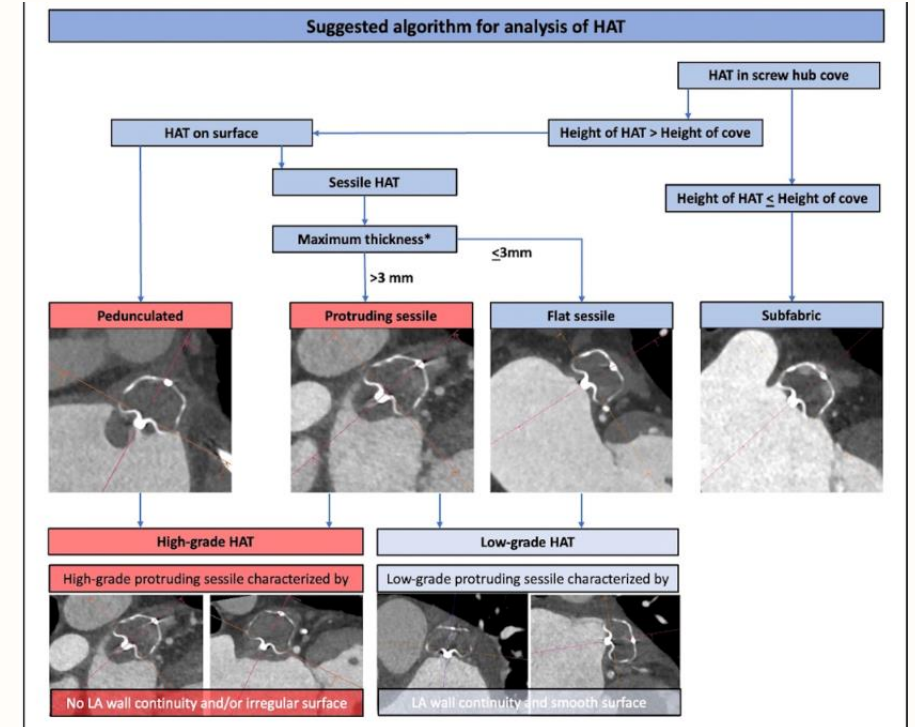 Suggested algorithm for analysis of HAT
HAT in screw hub cove
HAT on surface
Height of HAT > Height of cove
Sessile HAT
Height of HAT ≤ Height of cove
Maximum thickness*
≤3mm
>3 mm
Pedunculated
Protruding sessile
Flat sessile
Subfabric
High-grade HAT
Low-grade HAT
High-grade protruding sessile characterized by
Low-grade protruding sessile characterized by
No LA wall continuity and/or irregular surface
LA wall continuity and smooth surface